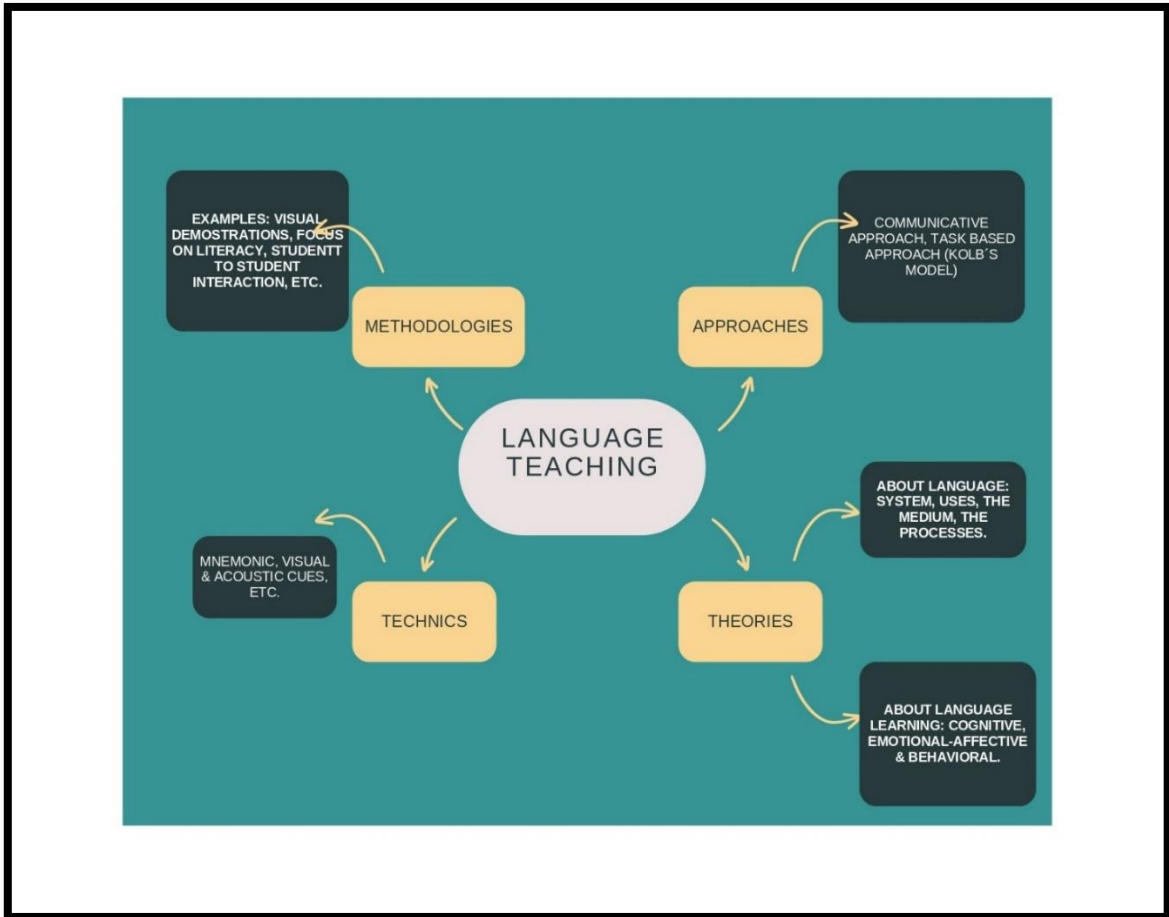 EXAMPLES: VISUAL
DEMOSTRATIONS, FOCUS
ON LITERACY, STUDENTT
TO STUDENT
INTERACTION, ETC.
METHODOLOGIES
COMMUNICATIVE
APPROACH, TASK BASED
APPROACH (KOLB´S
MODEL)
APPROACHES
LANGUAGE
TEACHING
MNEMONIC, VISUAL
& ACOUSTIC CUES,
ETC.
TECHNICS
ABOUT LANGUAGE:
SYSTEM, USES, THE
MEDIUM, THE
PROCESSES.
THEORIES
ABOUT LANGUAGE
LEARNING: COGNITIVE,
EMOTIONAL-AFFECTIVE
& BEHAVIORAL.